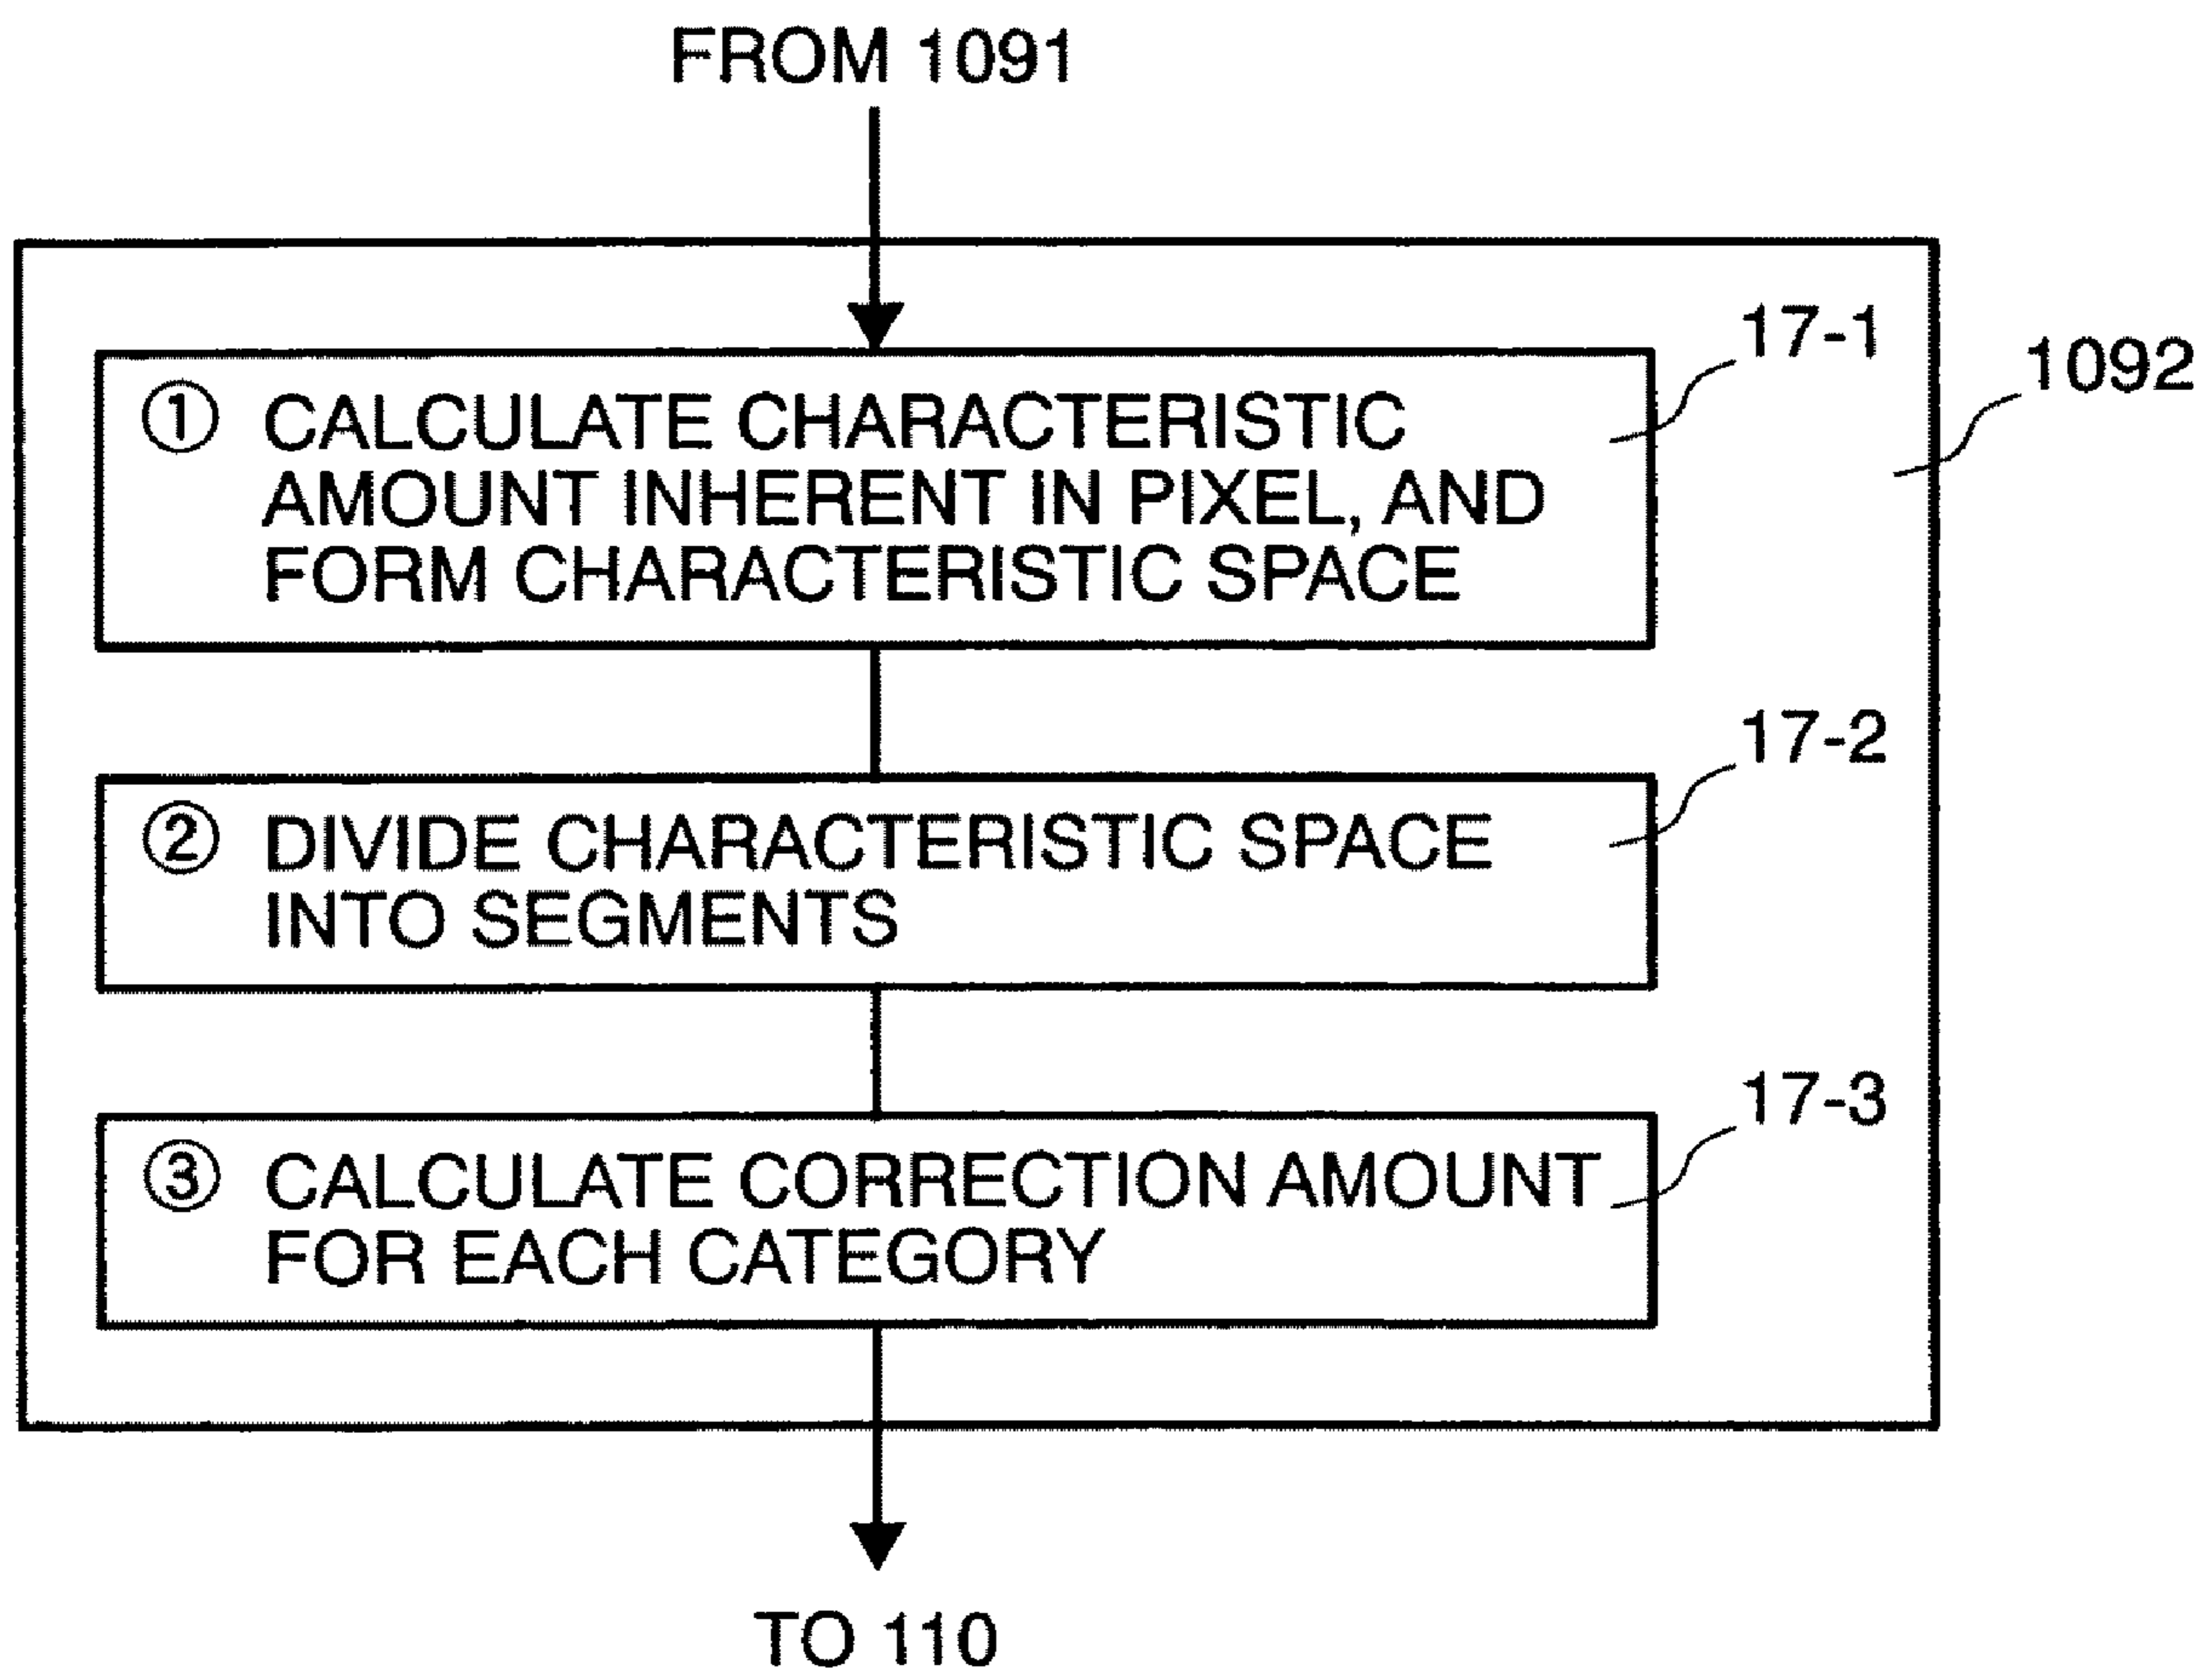 FROM 1091
17-1
1092
① CALCULATE CHARACTERISTIC
AMOUNT INHERENT IN PIXEL, AND
FORM CHARACTERISTIC SPACE
17-2
② DIVIDE CHARACTERISTIC SPACE
INTO SEGMENTS
17-3
③ CALCULATE CORRECTION AMOUNT
FOR EACH CATEGORY
TO 110